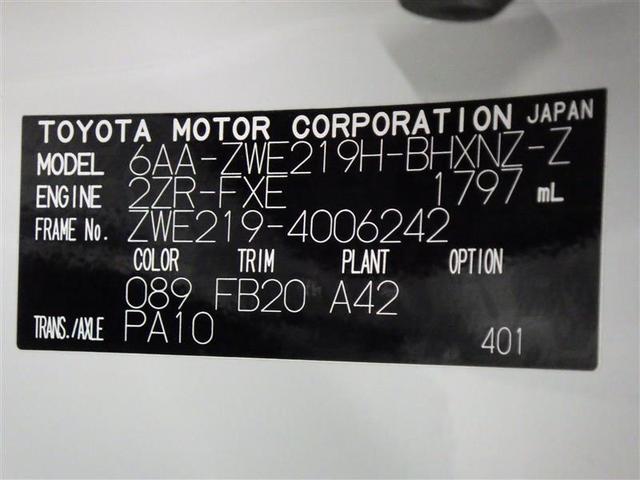 TOYOTA MOTOR CORPORATION JAPAN
MODEL 6AA-ZWE219H-BHXNZ-Z
ENGINE 2ZR-FXE 1797 mL
FRAME No. ZWE219-4006242
COLOR TRIM PLANT OPTION
089 FB20 A42
TRANS./AXLE PA10 401